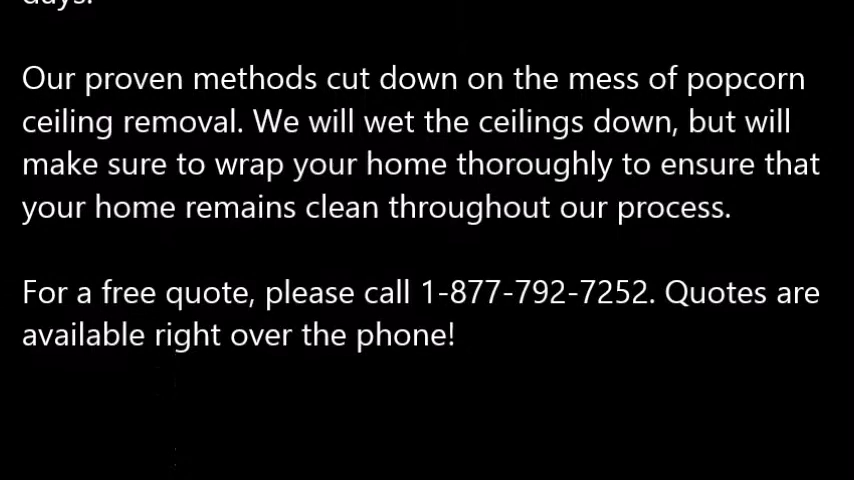 days.
Our proven methods cut down on the mess of popcorn
ceiling removal. We will wet the ceilings down, but will
make sure to wrap your home thoroughly to ensure that
your home remains clean throughout our process.
For a free quote, please call 1-877-792-7252. Quotes are
available right over the phone!